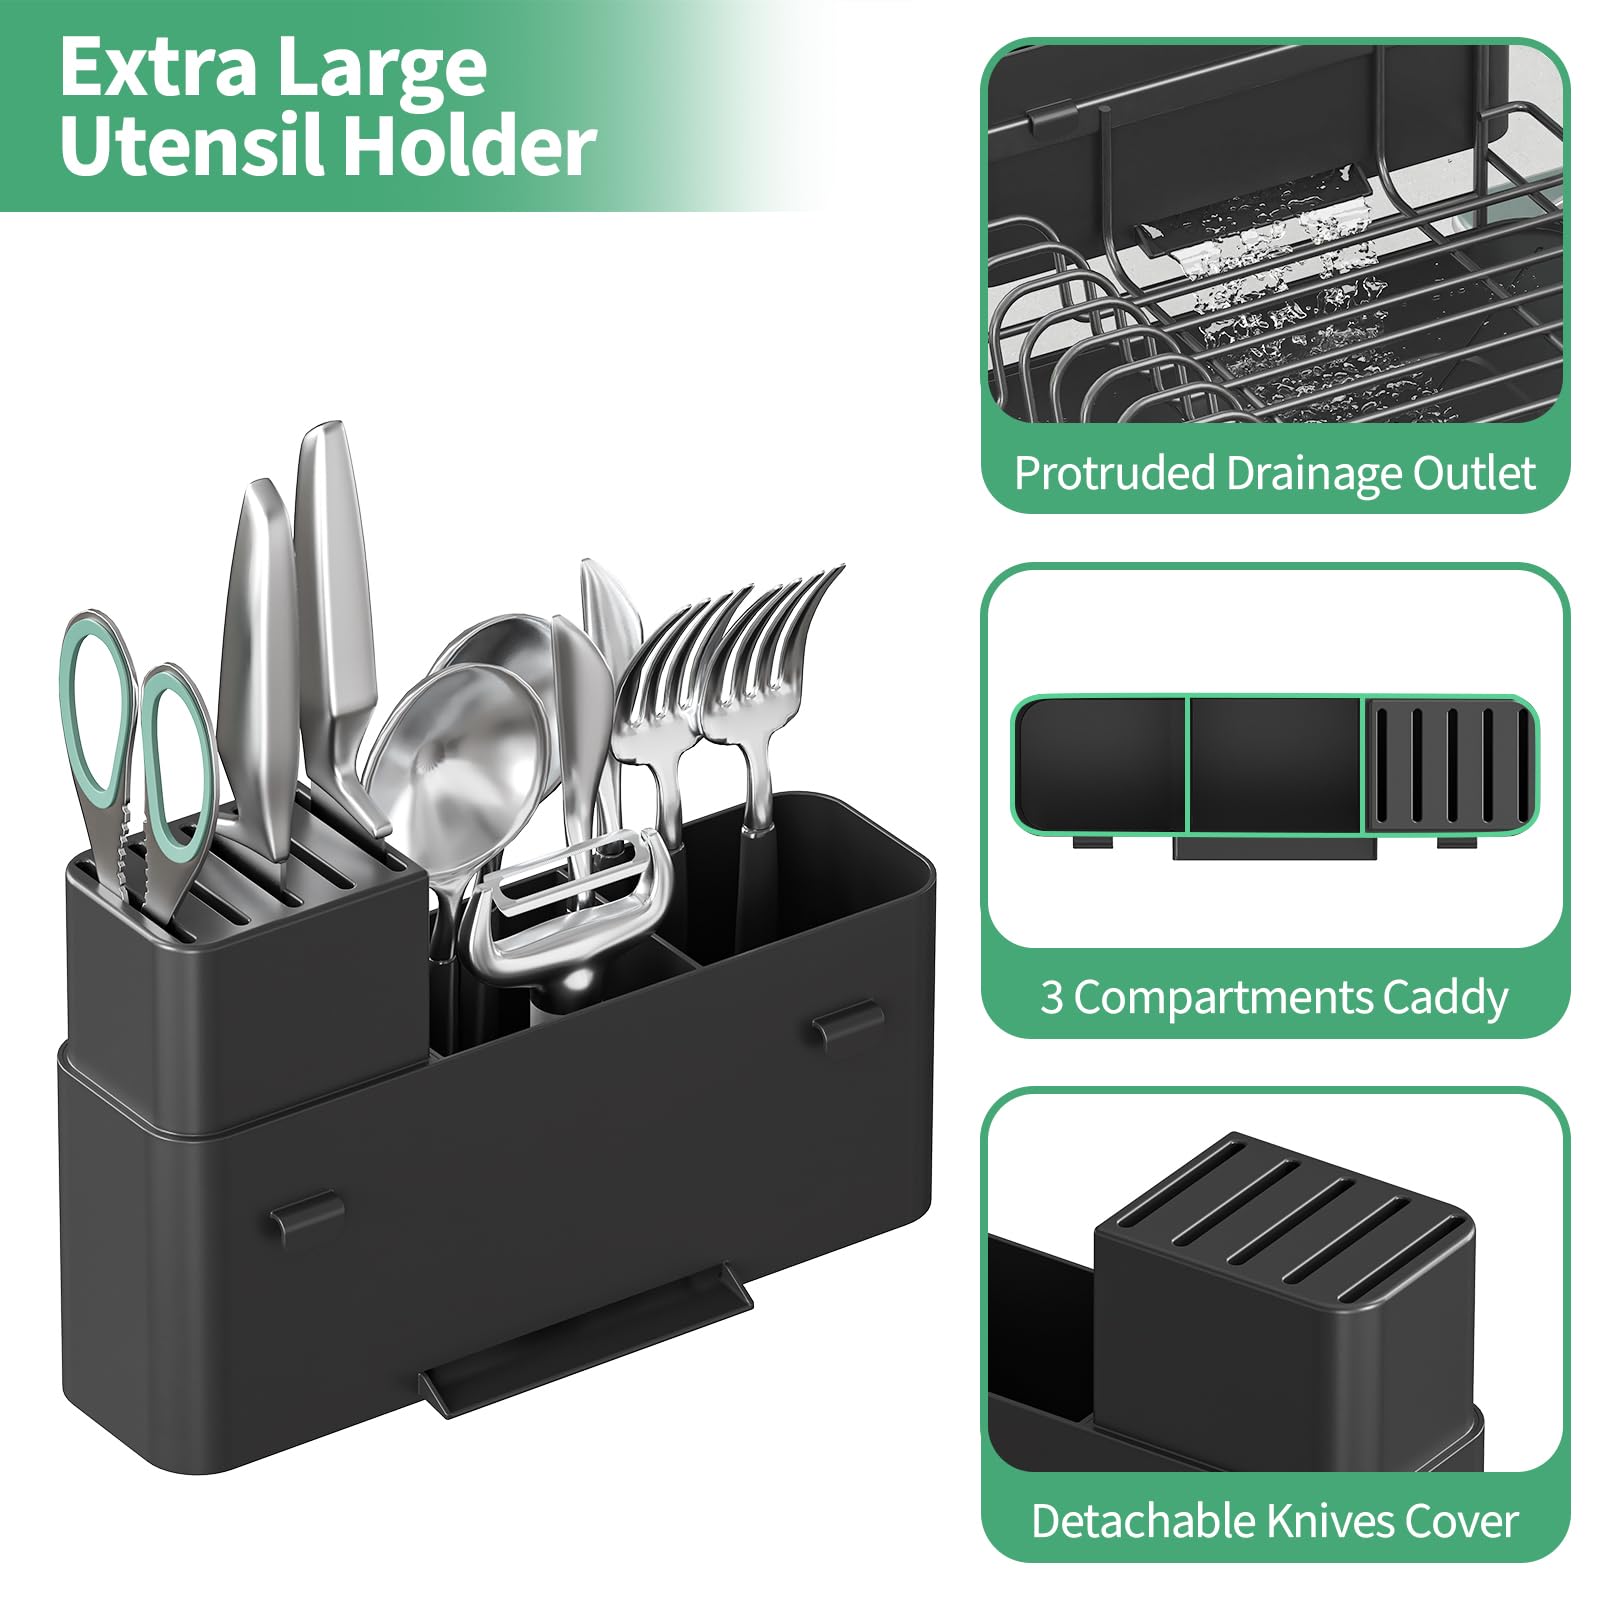 Extra Large
Utensil Holder
Protruded Drainage Outlet
3 Compartments Caddy
Detachable Knives Cover